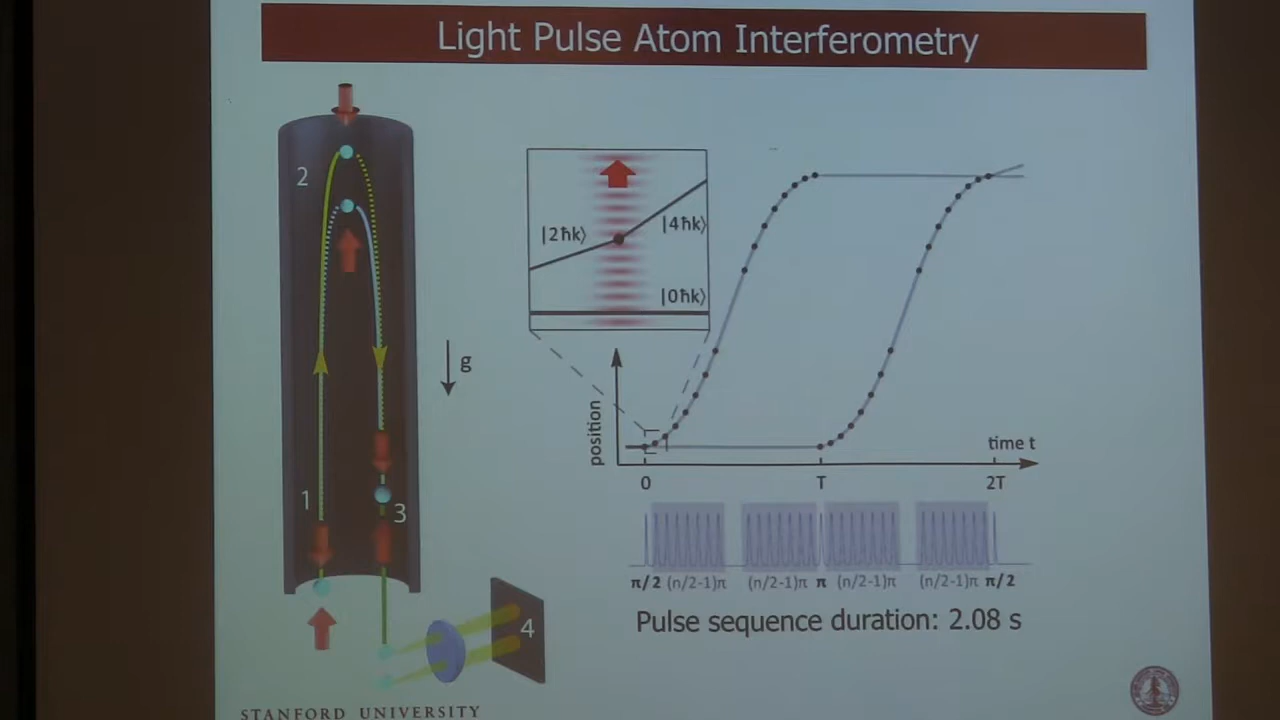 Light Pulse Atom Interferometry
2
1
3
4
g
|2ħk⟩
|4ħk⟩
|0ħk⟩
position
time t
0 T 2T
π/2 (n/2-1)π (n/2-1)π π (n/2-1)π (n/2-1)π π/2
Pulse sequence duration: 2.08 s
STANFORD UNIVERSITY